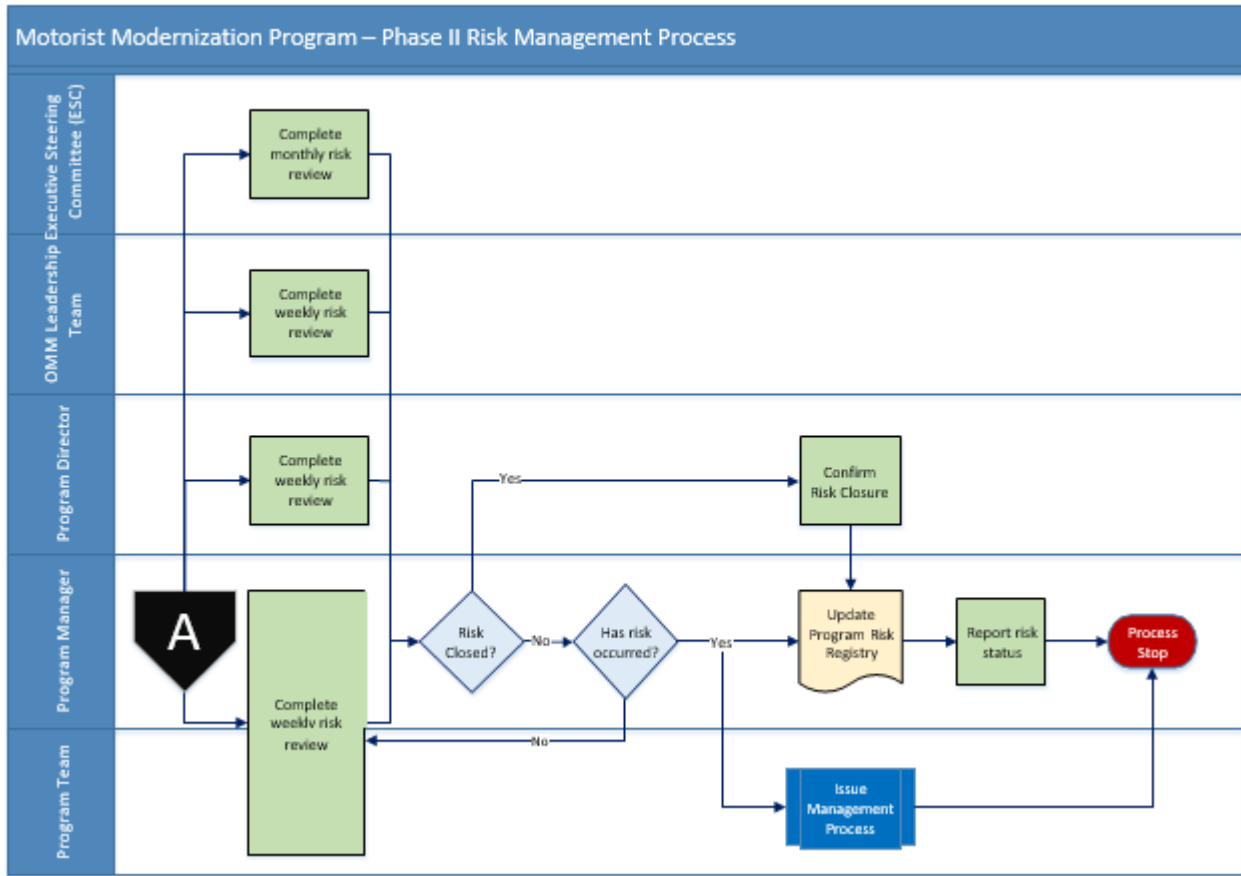 Motorist Modernization Program – Phase II Risk Management Process
Executive Steering
Committee (ESC)
Complete
monthly risk
review
OMM Leadership
Team
Complete
weekly risk
review
Program Director
Complete
weekly risk
review
Yes
Confirm
Risk Closure
Program Manager
A
Complete
weekly risk
review
Risk
Closed?
No
Has risk
occurred?
Yes
Update
Program Risk
Registry
Report risk
status
Process
Stop
Program Team
No
Issue
Management
Process